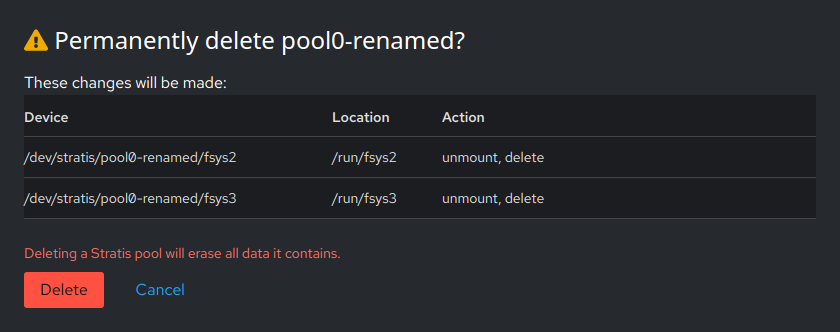 Permanently delete pool0-renamed?
These changes will be made:
Device Location Action
/dev/stratis/pool0-renamed/fsys2 /run/fsys2 unmount, delete
/dev/stratis/pool0-renamed/fsys3 /run/fsys3 unmount, delete
Deleting a Stratis pool will erase all data it contains.
Delete Cancel